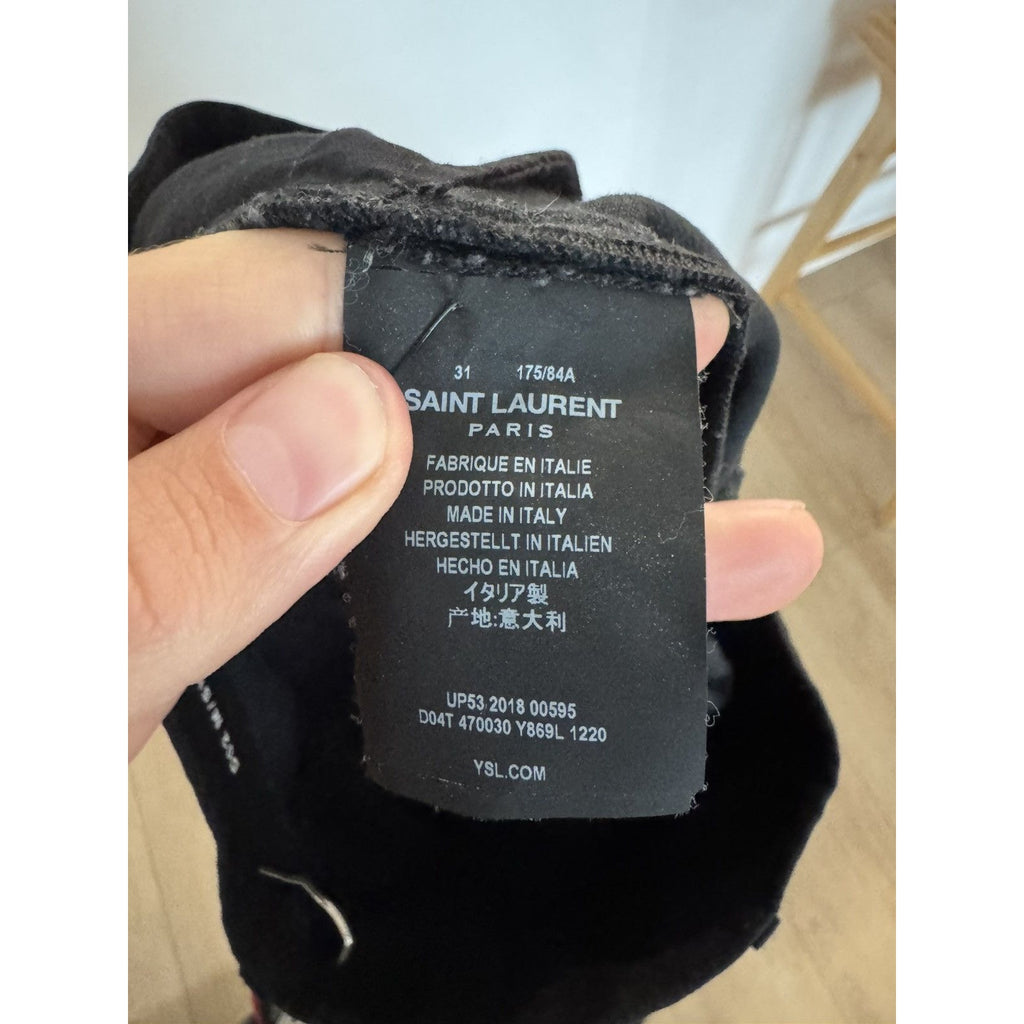 31 175/84A
SAINT LAURENT
PARIS
FABRIQUE EN ITALIE
PRODOTTO IN ITALIA
MADE IN ITALY
HERGESTELLT IN ITALIEN
HECHO EN ITALIA
イタリア製
产地:意大利
UP53 2018 00595
D04T 470030 Y869L 1220
YSL.COM